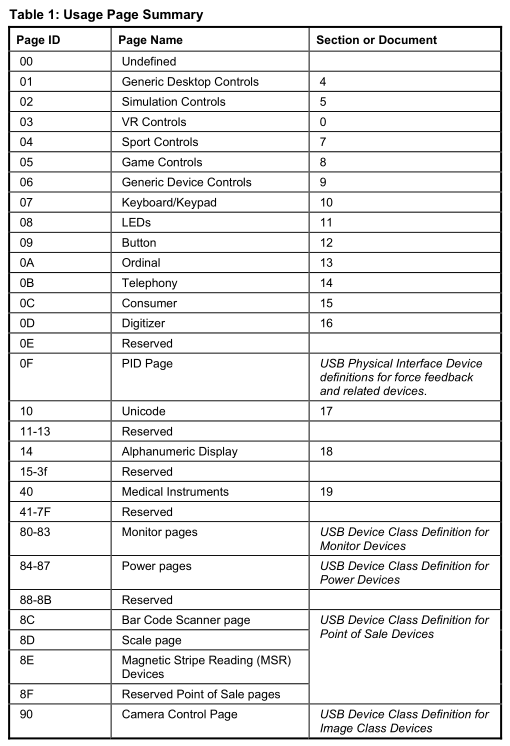 Table 1: Usage Page Summary
Page ID Page Name Section or Document
00 Undefined
01 Generic Desktop Controls 4
02 Simulation Controls 5
03 VR Controls 0
04 Sport Controls 7
05 Game Controls 8
06 Generic Device Controls 9
07 Keyboard/Keypad 10
08 LEDs 11
09 Button 12
0A Ordinal 13
0B Telephony 14
0C Consumer 15
0D Digitizer 16
0E Reserved
0F PID Page USB Physical Interface Device
definitions for force feedback
and related devices.
10 Unicode 17
11-13 Reserved
14 Alphanumeric Display 18
15-3f Reserved
40 Medical Instruments 19
41-7F Reserved
80-83 Monitor pages USB Device Class Definition for
Monitor Devices
84-87 Power pages USB Device Class Definition for
Power Devices
88-8B Reserved
8C Bar Code Scanner page USB Device Class Definition for
Point of Sale Devices
8D Scale page
8E Magnetic Stripe Reading (MSR)
Devices
8F Reserved Point of Sale pages
90 Camera Control Page USB Device Class Definition for
Image Class Devices